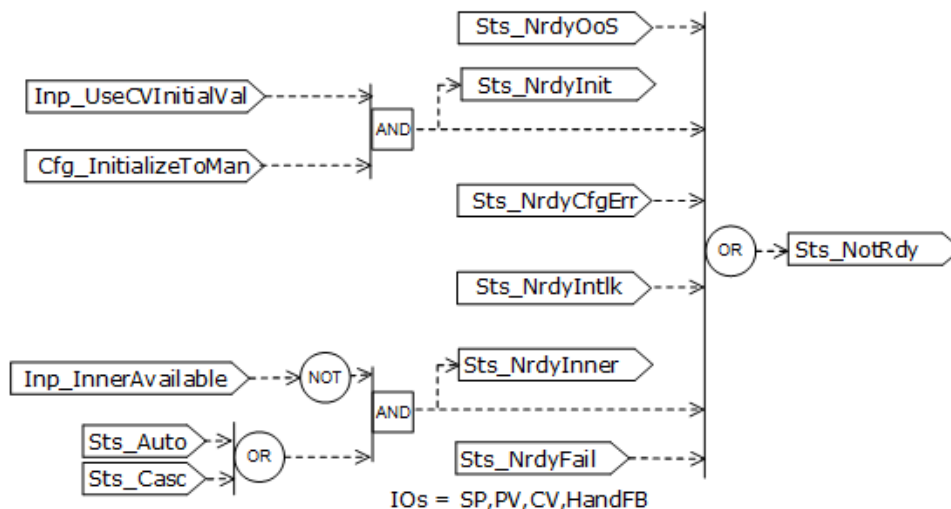 Sts_NrdyOoS
Sts_NrdyInit
Inp_UseCVInitialVal
AND
Cfg_InitializeToMan
Sts_NrdyCfgErr
OR
Sts_NotRdy
Sts_NrdyIntlk
Sts_NrdyInner
Inp_InnerAvailable
NOT
AND
Sts_Auto
OR
Sts_Casc
Sts_NrdyFail
IOs = SP,PV,CV,HandFB